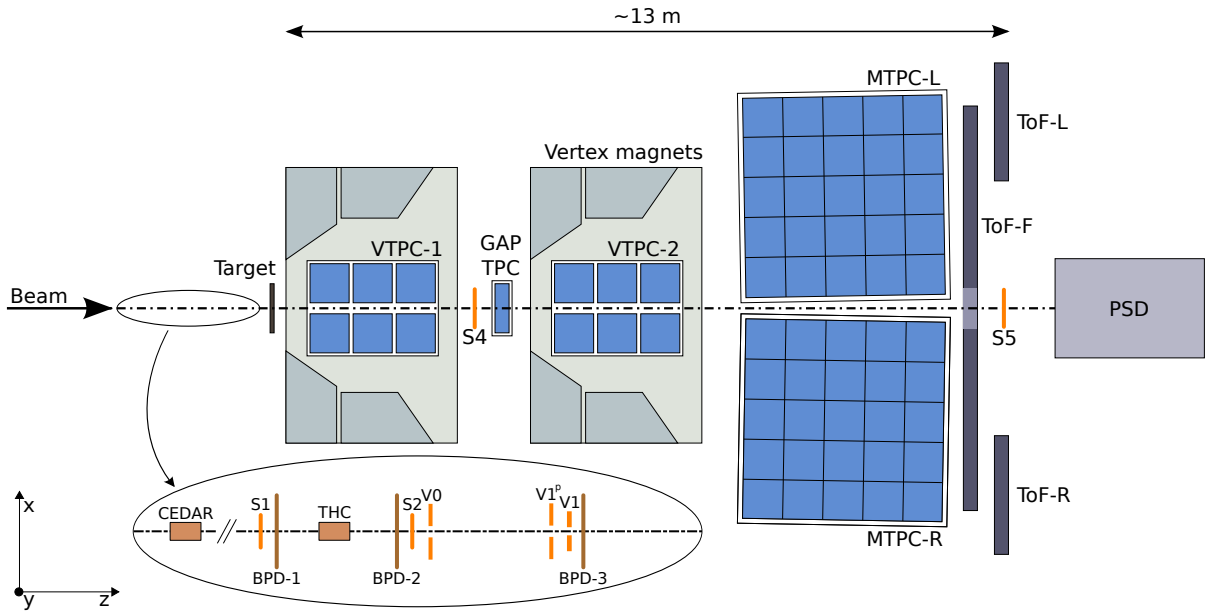 ~13 m
MTPC-L
ToF-L
Vertex magnets
ToF-F
VTPC-1
GAP
TPC
VTPC-2
Target
Beam
PSD
S4
S5
MTPC-R
ToF-R
x
y
z
CEDAR
S1
THC
S2
V0
V1p
V1
BPD-1
BPD-2
BPD-3